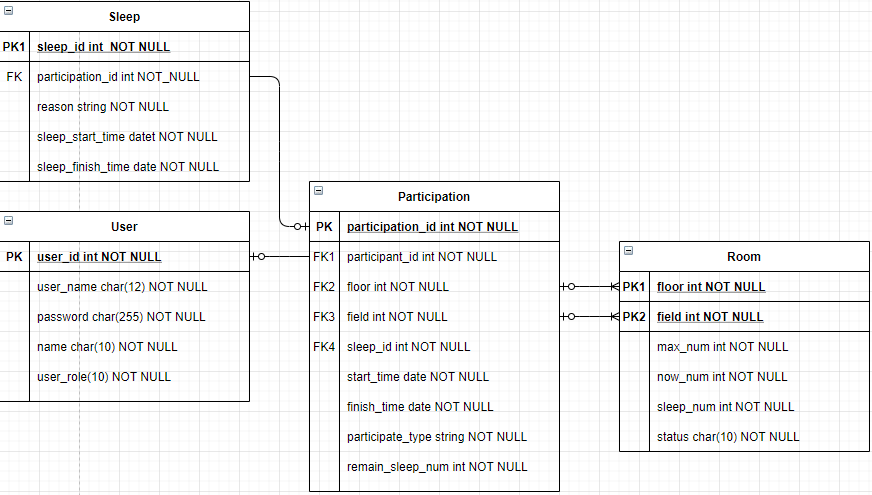 Sleep
PK1 sleep_id int  NOT NULL
FK participation_id int NOT_NULL
reason string NOT NULL
sleep_start_time datet NOT NULL
sleep_finish_time date NOT NULL
User
PK user_id int NOT NULL
user_name char(12) NOT NULL
password char(255) NOT NULL
name char(10) NOT NULL
user_role(10) NOT NULL
Participation
PK participation_id int NOT NULL
FK1 participant_id int NOT NULL
FK2 floor int NOT NULL
FK3 field int NOT NULL
FK4 sleep_id int NOT NULL
start_time date NOT NULL
finish_time date NOT NULL
participate_type string NOT NULL
remain_sleep_num int NOT NULL
Room
PK1 floor int NOT NULL
PK2 field int NOT NULL
max_num int NOT NULL
now_num int NOT NULL
sleep_num int NOT NULL
status char(10) NOT NULL